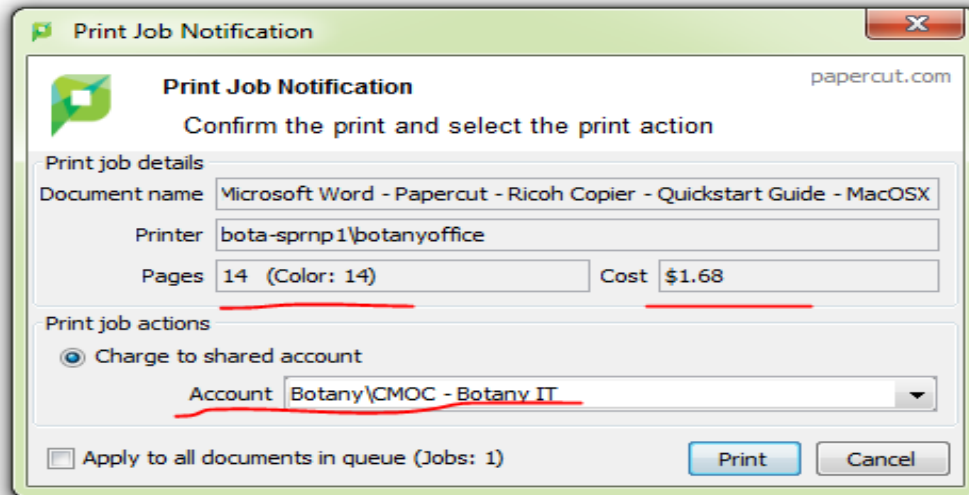 Print Job Notification
Print Job Notification papercut.com
Confirm the print and select the print action
Print job details
Document name Microsoft Word - Papercut - Ricoh Copier - Quickstart Guide - MacOSX
Printer bota-sprnp1\botanyoffice
Pages 14 (Color: 14) Cost $1.68
Print job actions
Charge to shared account
Account Botany\CMOC - Botany IT
Apply to all documents in queue (Jobs: 1) Print Cancel